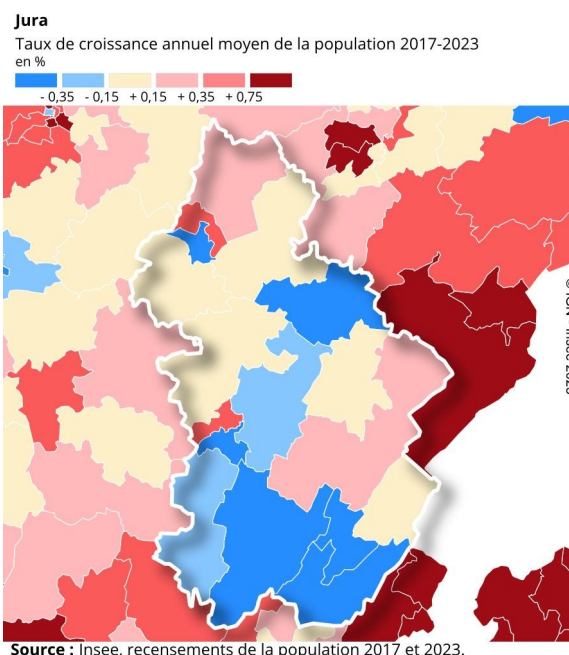 Jura
Taux de croissance annuel moyen de la population 2017-2023
en %
- 0,35 - 0,15 + 0,15 + 0,35 + 0,75
Source : Insee, recensements de la population 2017 et 2023.